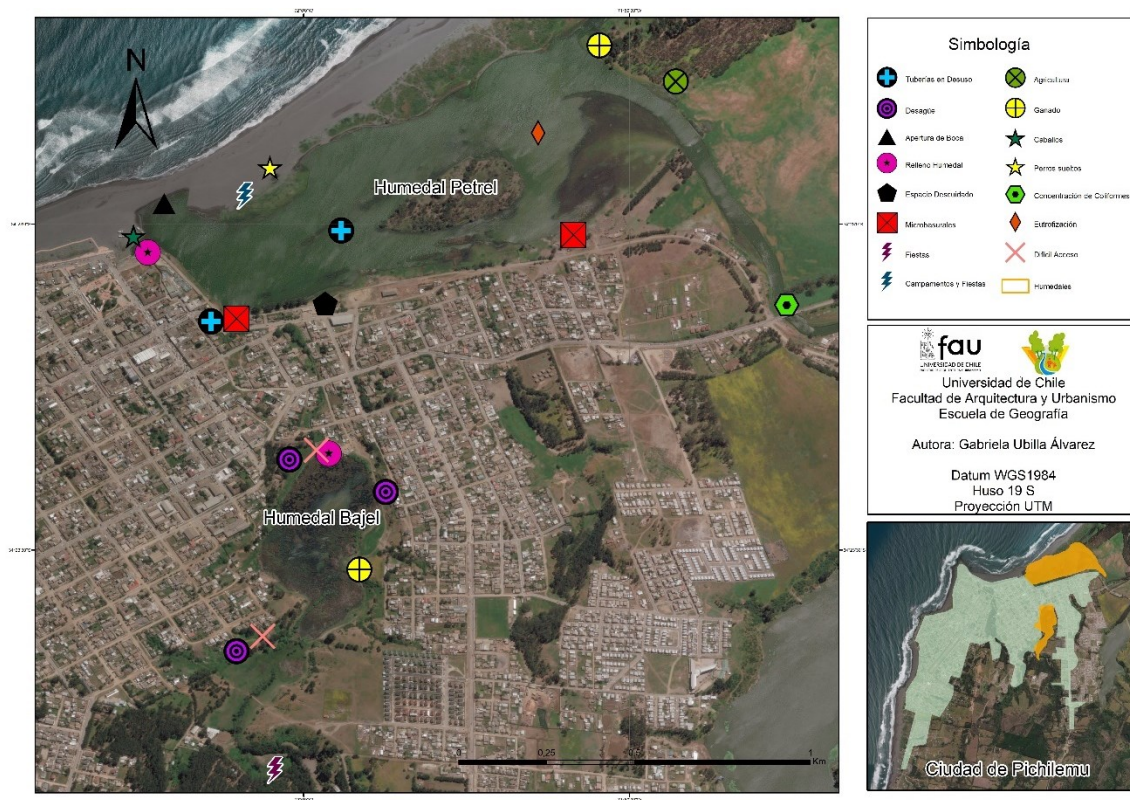 N
Humedal Petrel
Humedal Bajel
0
0,25
1
Km
Simbología
Tuberías en Desuso
Desagüe
Apertura de Boca
Relleno Humedal
Espacio Descuidado
Microbasurales
Fiestas
Campamentos y Fiestas
Agricultura
Ganado
Caballos
Perros sueltos
Concentración de Coliformes
Eutrofización
Difícil Acceso
Humedales
fau
UNIVERSIDAD DE CHILE
Universidad de Chile
Facultad de Arquitectura y Urbanismo
Escuela de Geografía
Autora: Gabriela Ubilla Álvarez
Datum WGS1984
Huso 19 S
Proyección UTM
Ciudad de Pichilemu